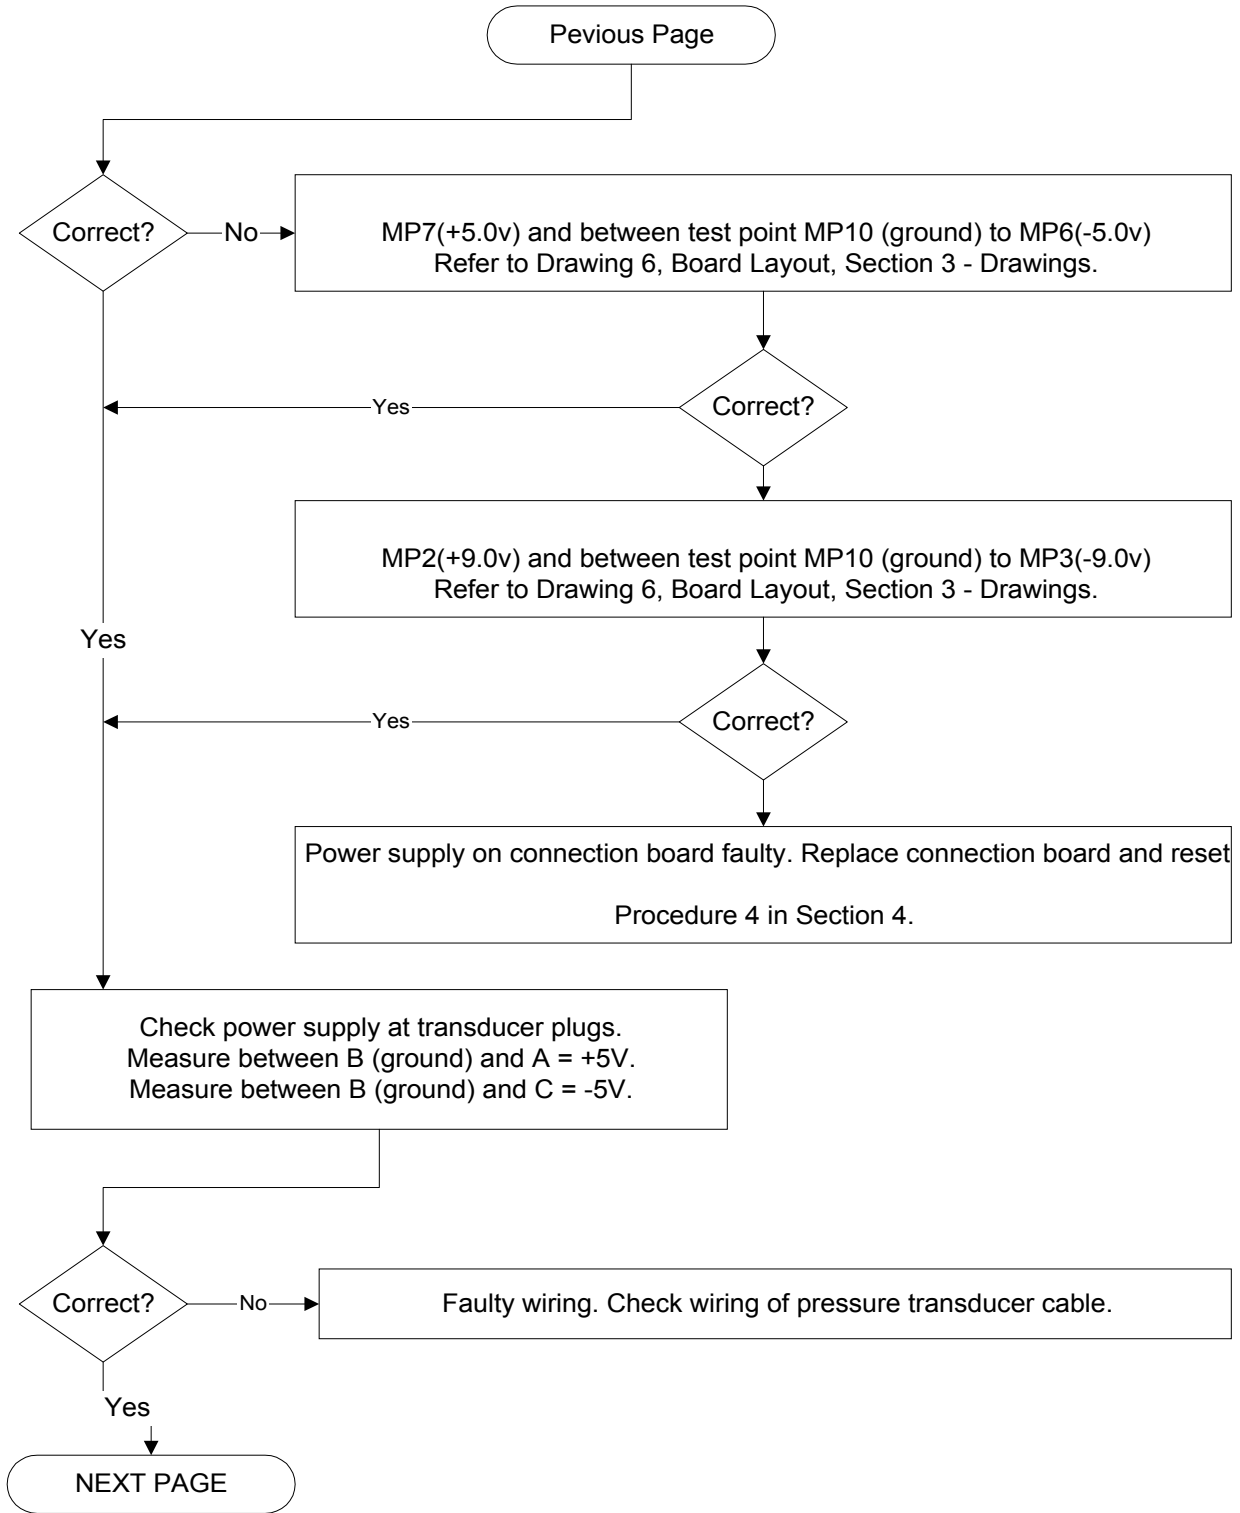 Pevious Page
Correct?
No
MP7(+5.0v) and between test point MP10 (ground) to MP6(-5.0v)
Refer to Drawing 6, Board Layout, Section 3 - Drawings.
Yes
Correct?
MP2(+9.0v) and between test point MP10 (ground) to MP3(-9.0v)
Refer to Drawing 6, Board Layout, Section 3 - Drawings.
Yes
Yes
Correct?
Power supply on connection board faulty. Replace connection board and reset
Procedure 4 in Section 4.
Check power supply at transducer plugs.
Measure between B (ground) and A = +5V.
Measure between B (ground) and C = -5V.
Correct?
No
Faulty wiring. Check wiring of pressure transducer cable.
Yes
NEXT PAGE